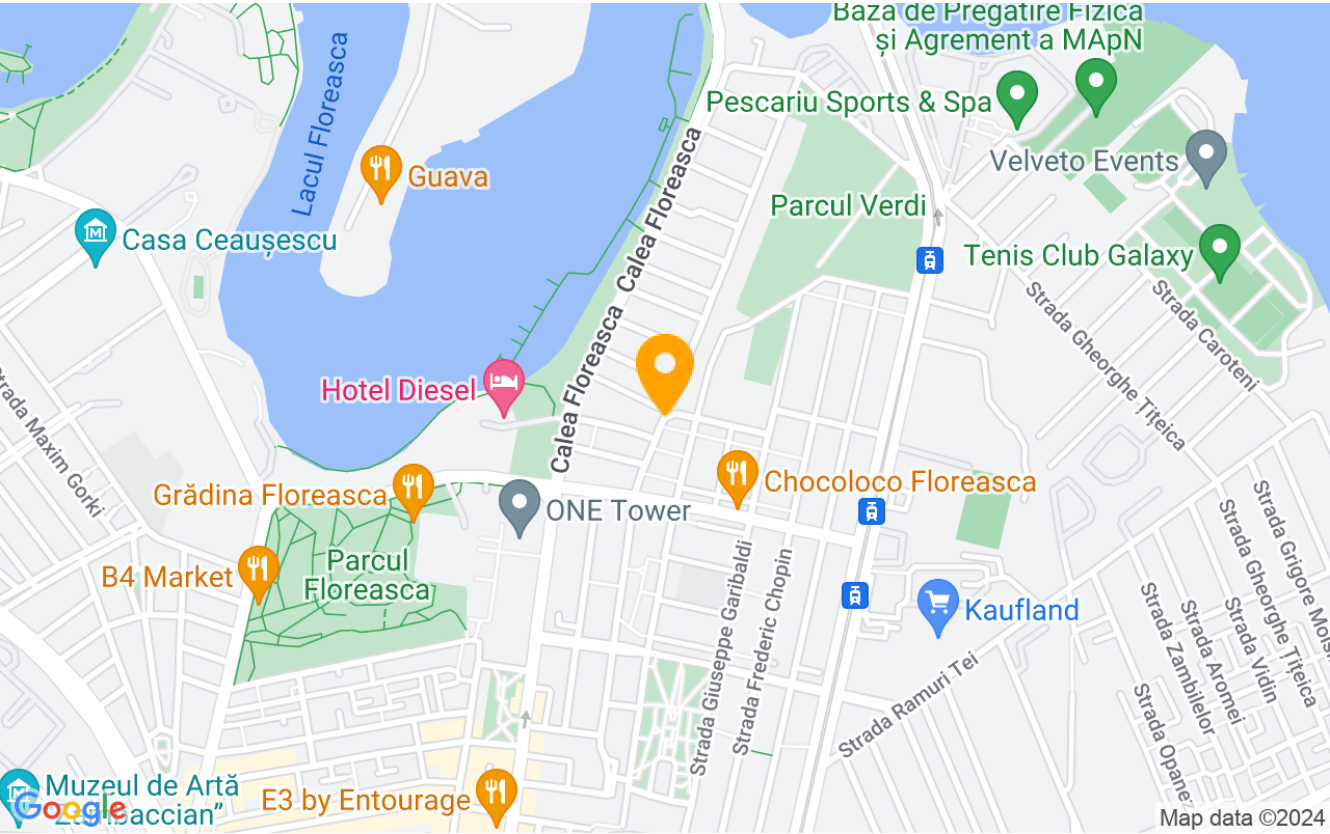 Baza de Pregătire Fizică
și Agrement a MApN
Pescariu Sports & Spa
Lacul Floreasca
Velveto Events
Guava
Calea Floreasca
Parcul Verdi
Casa Ceaușescu
Tenis Club Galaxy
Calea Floreasca
Strada Gheorghe Țițeica
Strada Caroteni
Hotel Diesel
Calea Floreasca
Strada Maxim Gorki
Chocoloco Floreasca
Grădina Floreasca
ONE Tower
Strada Grigore Moisil
Strada Gheorghe Țițeica
Parcul
Floreasca
B4 Market
Strada Giuseppe Garibaldi
Strada Frederic Chopin
Kaufland
Strada Zambilelor
Strada Aromei
Strada Vidin
Strada Ramuri Tei
Strada Opanez
Muzeul de Artă
Google
E3 by Entourage
Map data ©2024